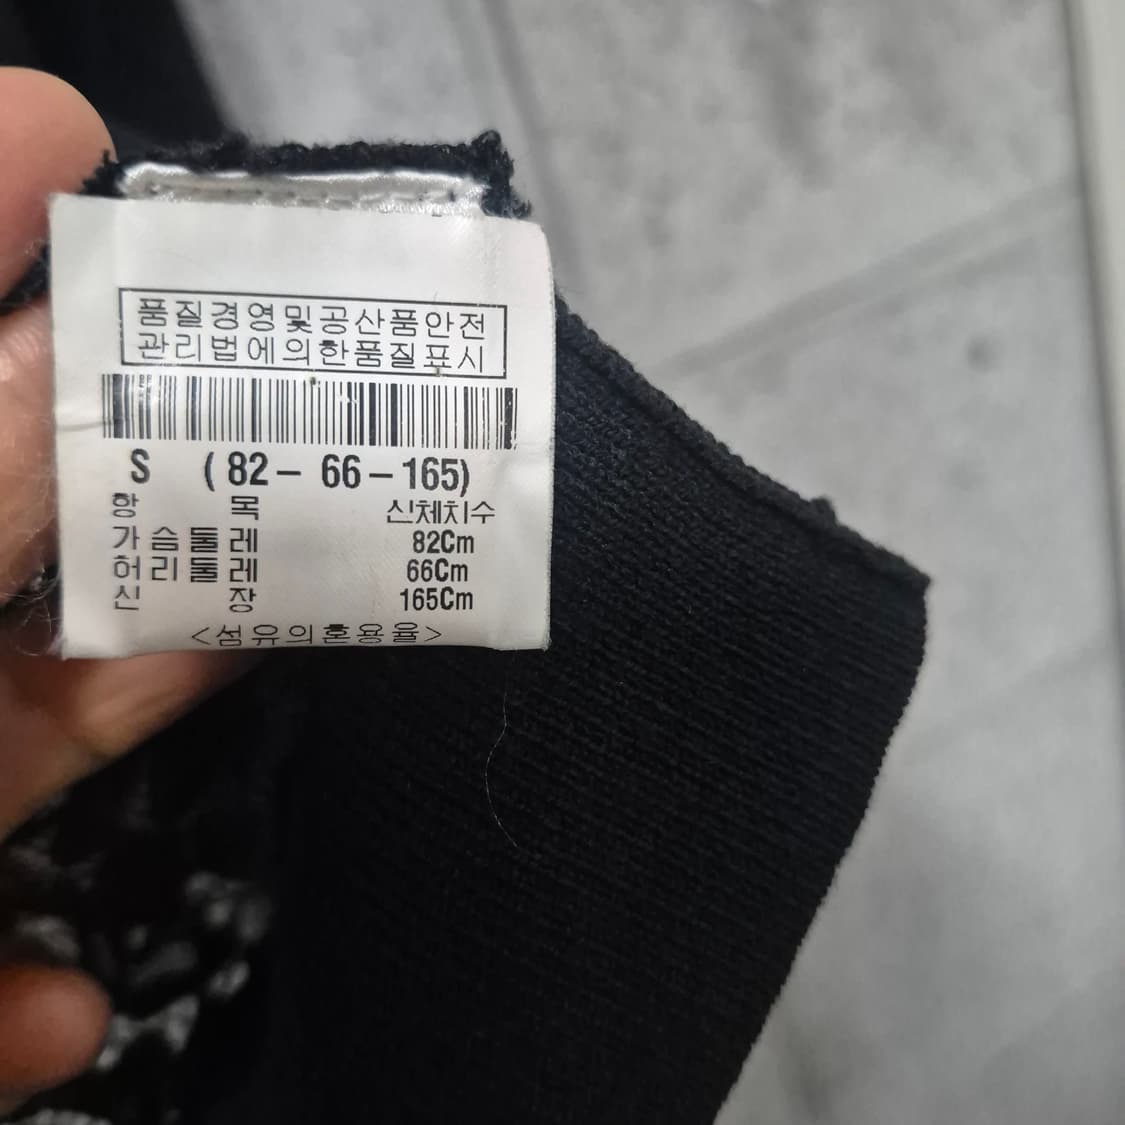 품질경영및공산품안전
관리법에의한품질표시
S (82-66-165)
항 목 신체치수
가슴둘레 82Cm
허리둘레 66Cm
신 장 165Cm
<섬유의혼용율>